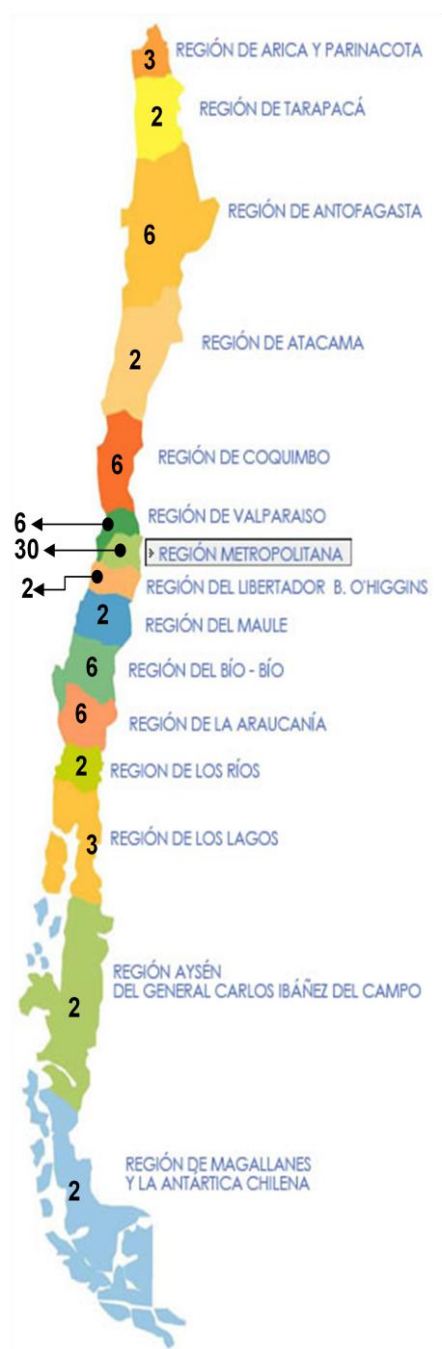 3 REGIÓN DE ARICA Y PARINACOTA
2 REGIÓN DE TARAPACÁ
6 REGIÓN DE ANTOFAGASTA
2 REGIÓN DE ATACAMA
6 REGIÓN DE COQUIMBO
6 REGIÓN DE VALPARAISO
30 » REGIÓN METROPOLITANA
2 REGIÓN DEL LIBERTADOR B. O'HIGGINS
2 REGIÓN DEL MAULE
6 REGIÓN DEL BÍO - BÍO
6 REGIÓN DE LA ARAUCANÍA
2 REGION DE LOS RÍOS
3 REGIÓN DE LOS LAGOS
REGIÓN AYSÉN
2 DEL GENERAL CARLOS IBÁÑEZ DEL CAMPO
REGIÓN DE MAGALLANES
2 Y LA ANTÁRTICA CHILENA